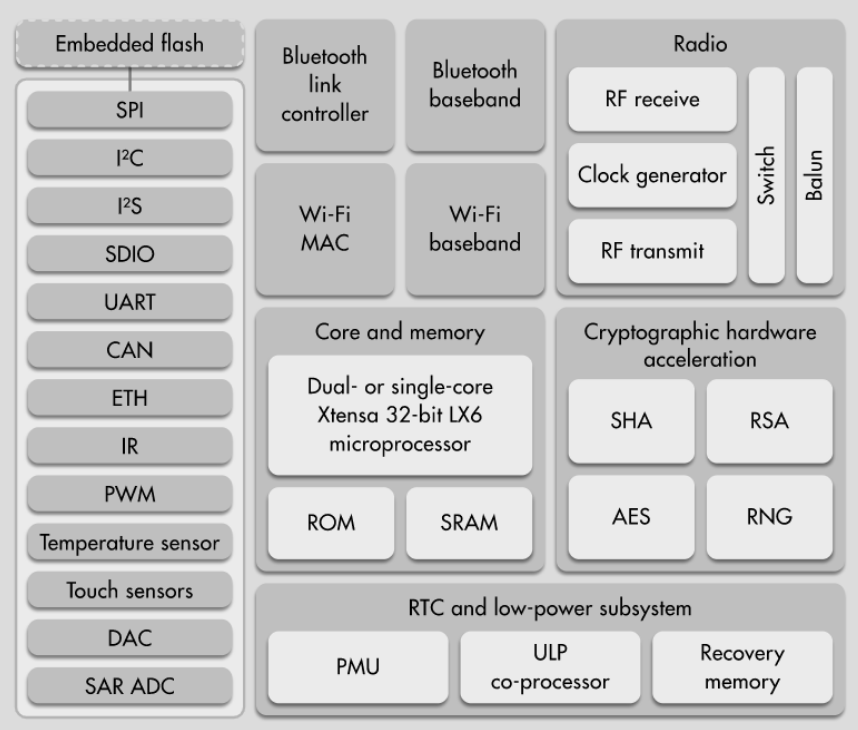 Embedded flash
SPI
I²C
I²S
SDIO
UART
CAN
ETH
IR
PWM
Temperature sensor
Touch sensors
DAC
SAR ADC
Bluetooth
link
controller
Bluetooth
baseband
Wi-Fi
MAC
Wi-Fi
baseband
Radio
RF receive
Clock generator
RF transmit
Switch
Balun
Core and memory
Dual- or single-core
Xtensa 32-bit LX6
microprocessor
ROM
SRAM
Cryptographic hardware
acceleration
SHA
RSA
AES
RNG
RTC and low-power subsystem
PMU
ULP
co-processor
Recovery
memory